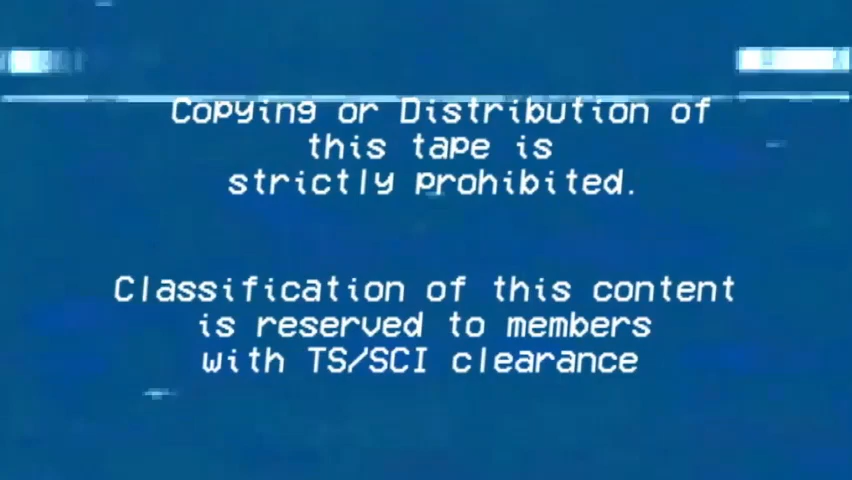 Copying or Distribution of
this tape is
strictly prohibited.
Classification of this content
is reserved to members
with TS/SCI clearance